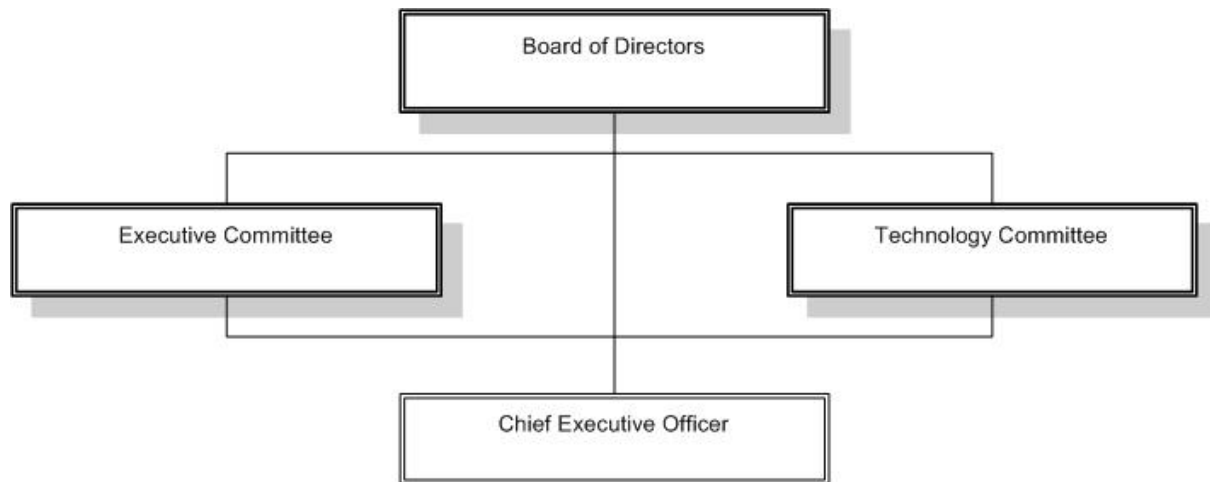 Board of Directors
Executive Committee
Technology Committee
Chief Executive Officer